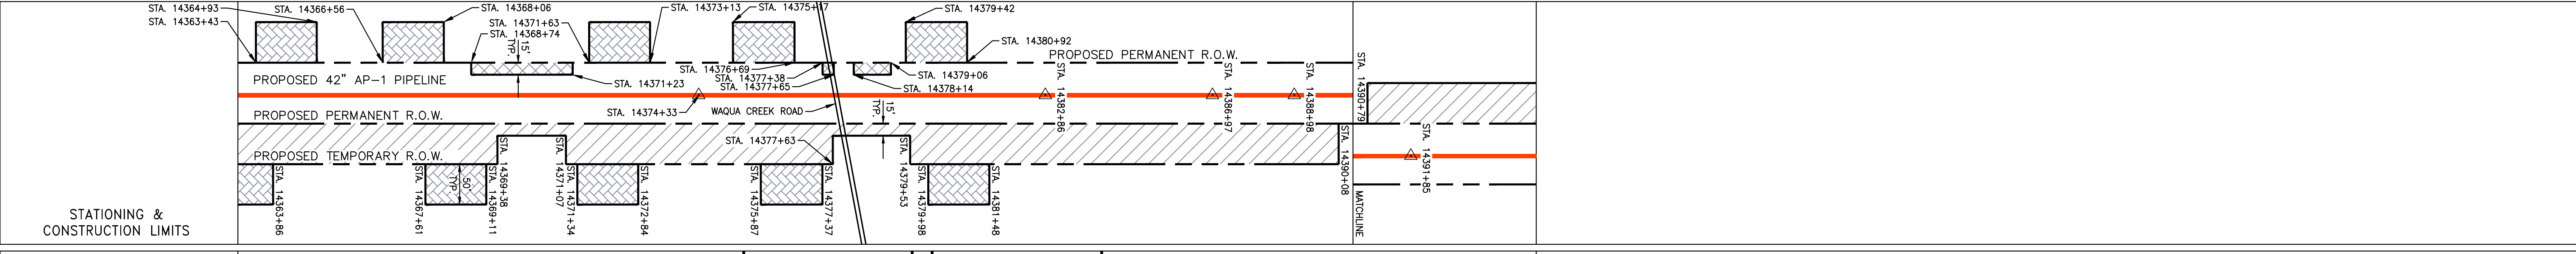 STA. 14364+93
STA. 14363+43
STA. 14366+56
STA. 14368+06
STA. 14371+63
STA. 14368+74
STA. 14373+13
STA. 14379+42
STA. 14380+92
15'
TYP.
PROPOSED PERMANENT R.O.W.
STA. 14376+69
STA. 14377+38
STA. 14377+65
STA. 14379+06
STA. 14378+14
STA. 14371+23
PROPOSED 42" AP-1 PIPELINE
STA. 14374+33
WAQUA CREEK ROAD
15'
TYP.
STA. 14382+86
STA. 14386+97
STA. 14388+98
STA. 14390+79
PROPOSED PERMANENT R.O.W.
STA. 14377+63
PROPOSED TEMPORARY R.O.W.
STA. 14363+86
STA. 14367+61
50'
TYP.
STA. 14369+11
STA. 14369+38
STA. 14371+07
STA. 14371+34
STA. 14372+84
STA. 14375+87
STA. 14377+37
STA. 14379+53
STA. 14379+98
STA. 14381+48
STA. 14390+08
MATCHLINE
STA. 14391+85
STATIONING &
CONSTRUCTION LIMITS